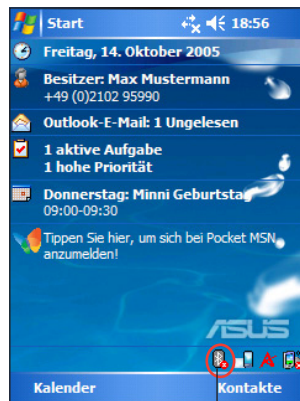 Start 18:56
Freitag, 14. Oktober 2005
Besitzer: Max Mustermann
+49 (0)2102 95990
Outlook-E-Mail: 1 Ungelesen
1 aktive Aufgabe
1 hohe Priorität
Donnerstag: Minni Geburtstag
09:00-09:30
Tippen Sie hier, um sich bei Pocket MSN
anzumelden!
ASUS
Kalender Kontakte